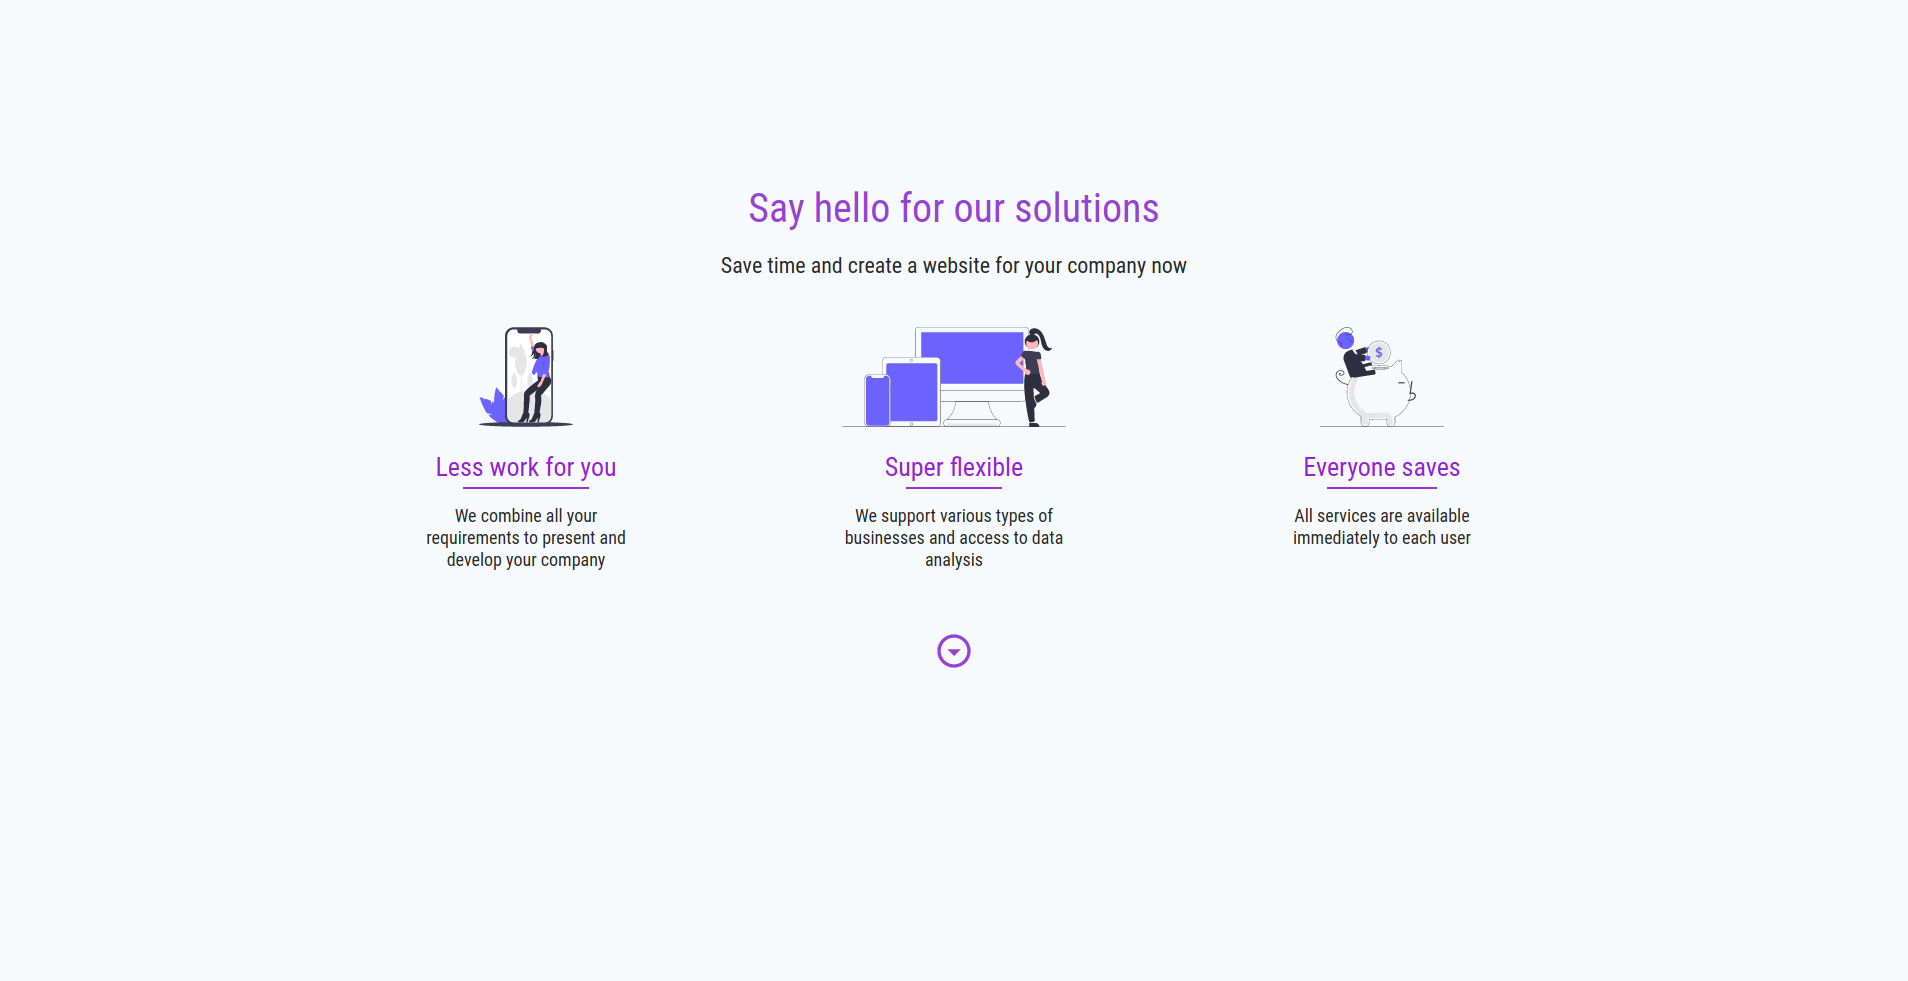 Say hello for our solutions
Save time and create a website for your company now
$
Less work for you
We combine all your
requirements to present and
develop your company
Super flexible
We support various types of
businesses and access to data
analysis
Everyone saves
All services are available
immediately to each user